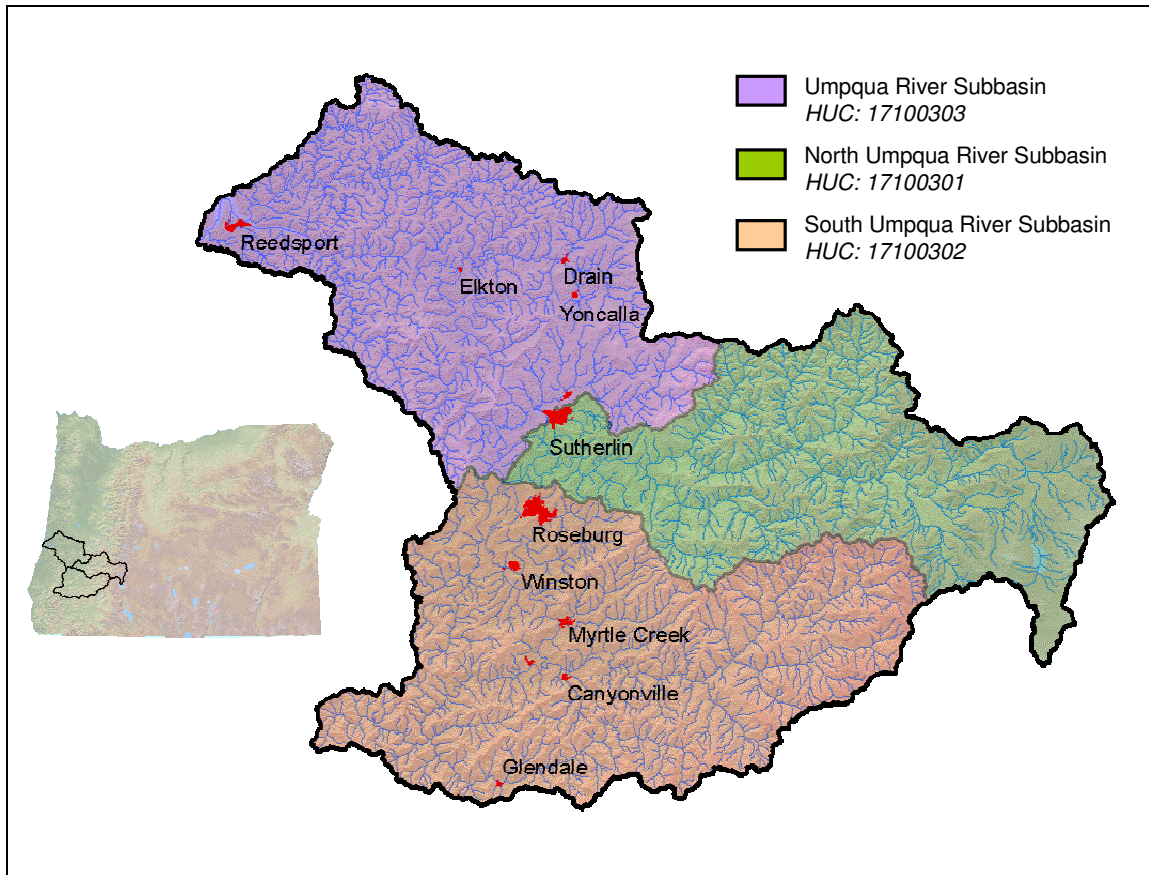 Umpqua River Subbasin
HUC: 17100303
North Umpqua River Subbasin
HUC: 17100301
South Umpqua River Subbasin
HUC: 17100302
Reedsport
Elkton
Drain
Yoncalla
Sutherlin
Roseburg
Winston
Myrtle Creek
Canyonville
Glendale